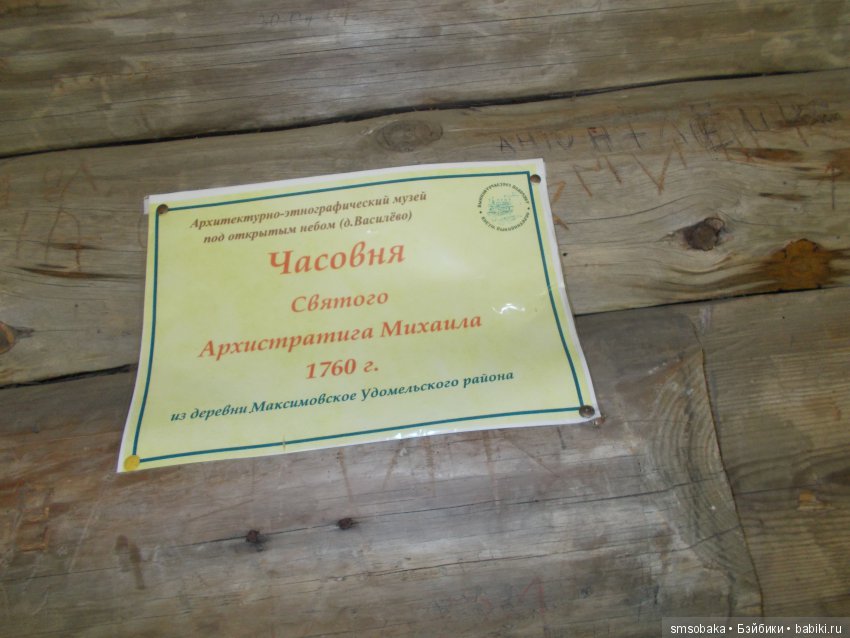 Архитектурно-этнографический музей
под открытым небом (д.Василёво)
Часовня
Святого
Архистратига Михаила
1760 г.
из деревни Максимовское Удомельского района
smsobaka • Бэйбики • babiki.ru